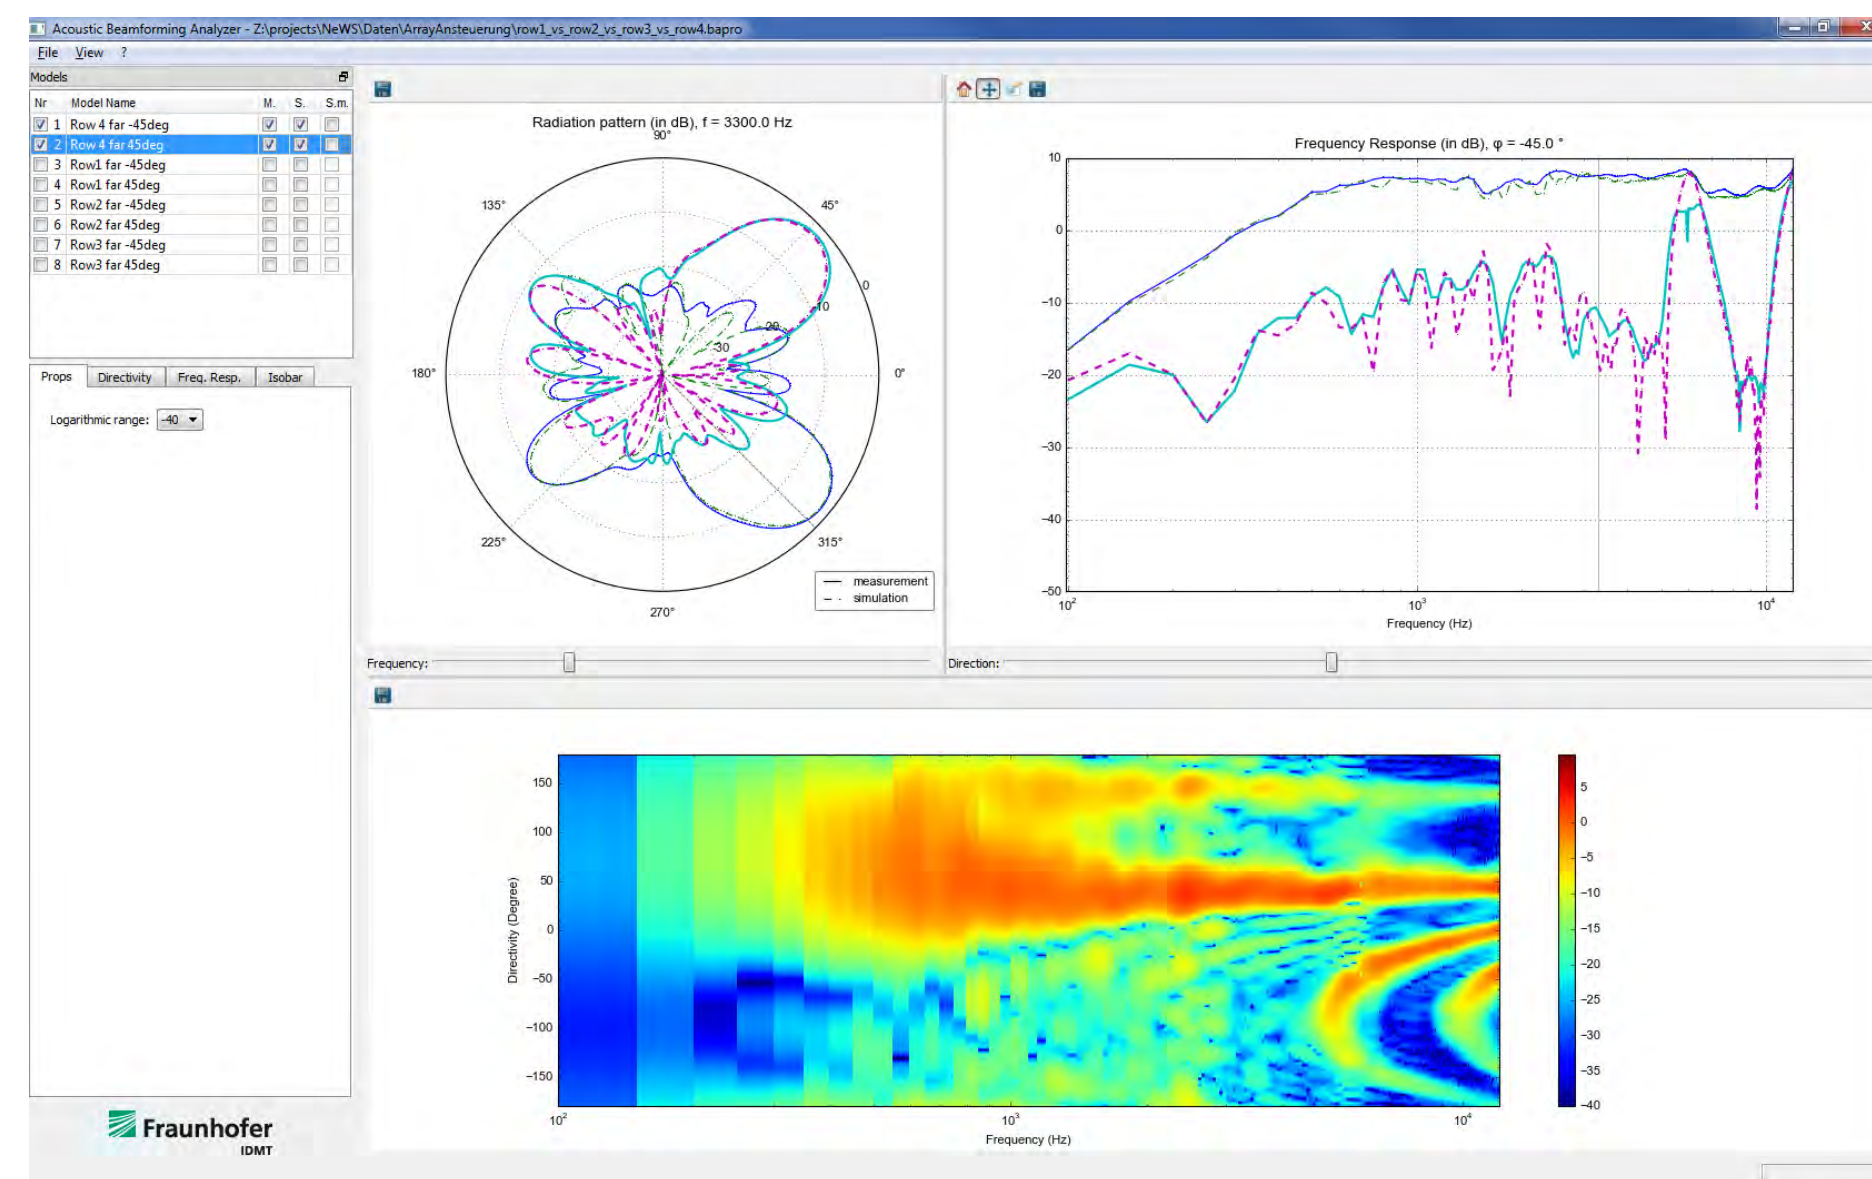 Acoustic Beamforming Analyzer - Z:\projects\NeWS\Daten\ArrayAnsteuerung\row1_vs_row2_vs_row3_vs_row4.bapro
File View ?
Models
Nr Model Name M. S. S.m.
1 Row 4 far -45deg
2 Row 4 far 45deg
3 Row1 far -45deg
4 Row1 far 45deg
5 Row2 far -45deg
6 Row2 far 45deg
7 Row3 far -45deg
8 Row3 far 45deg
Props Directivity Freq. Resp. Isobar
Logarithmic range: -40
Fraunhofer
IDMT
Radiation pattern (in dB), f = 3300.0 Hz
90°
135° 45°
0
-10
-20
-30
180° 0°
225° 315°
270°
measurement
simulation
Frequency:
Frequency Response (in dB), φ = -45.0 °
10
0
−10
−20
−30
−40
−50
10² 10³ 10⁴
Frequency (Hz)
Direction:
Directivity (Degree)
150
100
50
0
−50
−100
−150
10² 10³ 10⁴
Frequency (Hz)
5
0
−5
−10
−15
−20
−25
−30
−35
−40